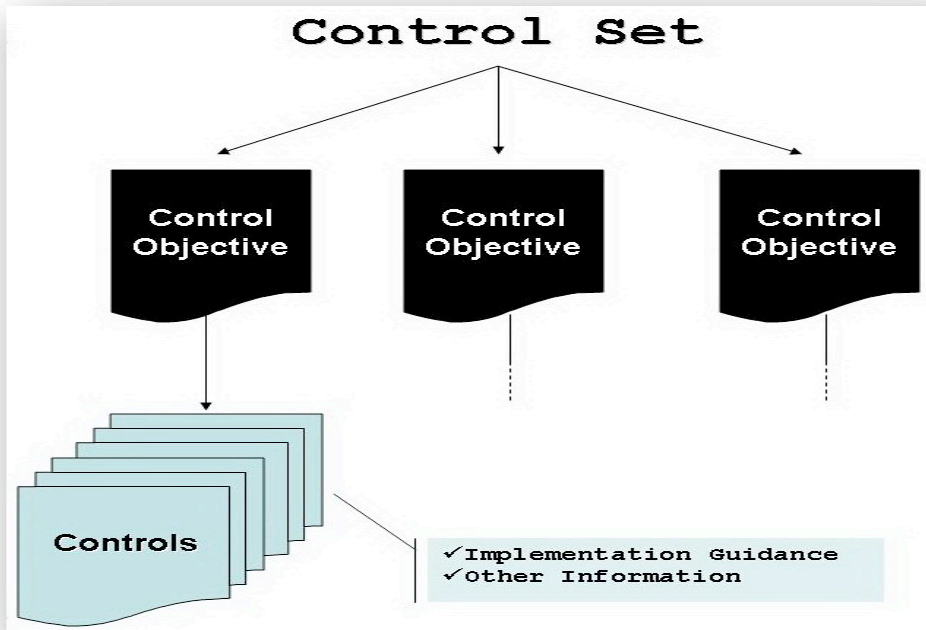 Control Set
Control
Objective
Control
Objective
Control
Objective
Controls
✓Implementation Guidance
✓Other Information